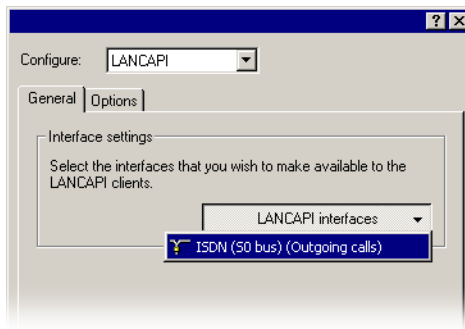 Configure: LANCAPI
General Options
Interface settings
Select the interfaces that you wish to make available to the
LANCAPI clients.
LANCAPI interfaces
ISDN (S0 bus) (Outgoing calls)